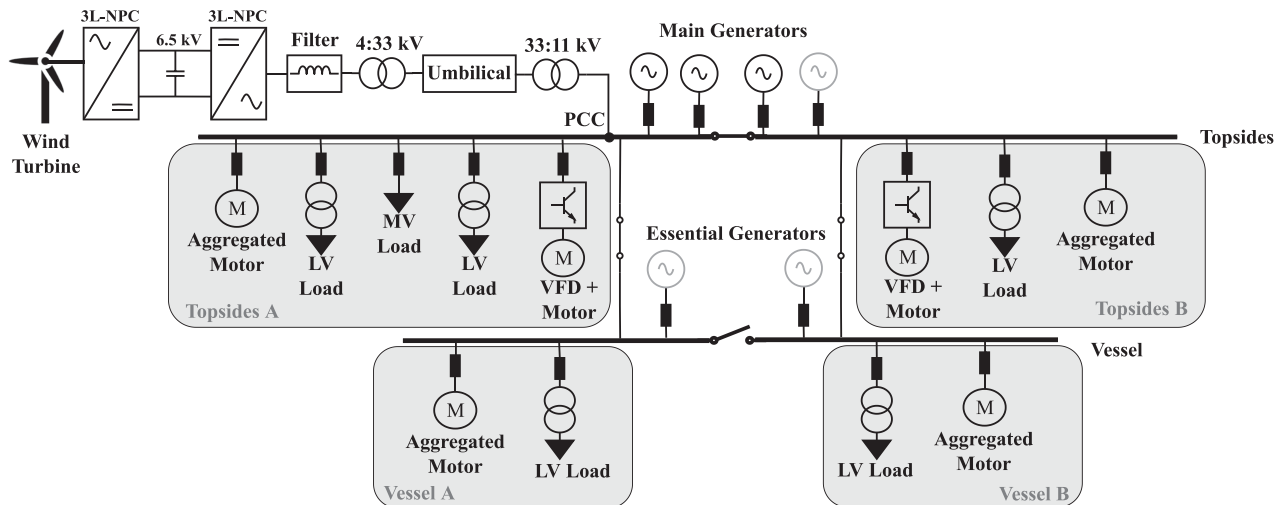 3L-NPC
3L-NPC
6.5 kV
Filter
4:33 kV
Umbilical
33:11 kV
Main Generators
Wind
Turbine
PCC
Topsides
M
Aggregated
Motor
LV
Load
MV
Load
LV
Load
M
VFD +
Motor
Topsides A
Essential Generators
M
VFD +
Motor
LV
Load
M
Aggregated
Motor
Topsides B
Vessel
M
Aggregated
Motor
LV Load
Vessel A
LV Load
M
Aggregated
Motor
Vessel B